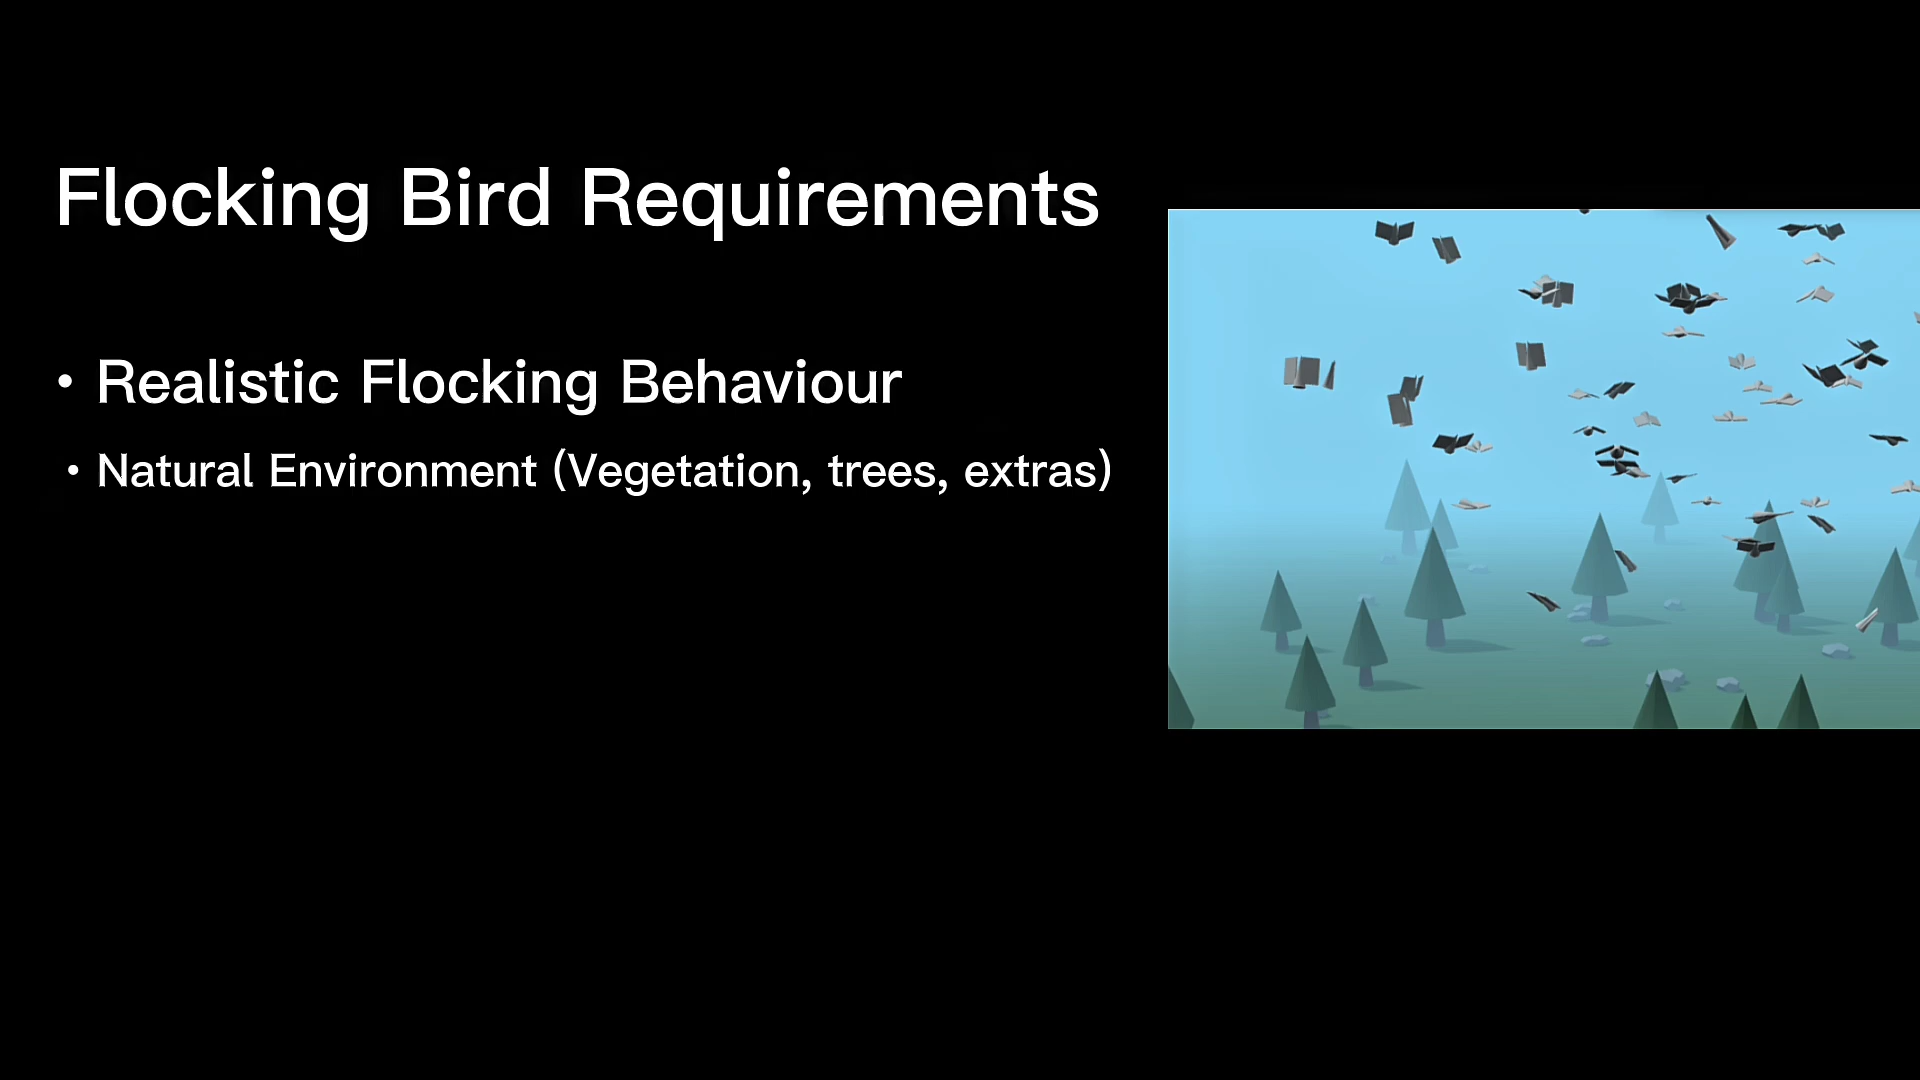 Flocking Bird Requirements
• Realistic Flocking Behaviour
• Natural Environment (Vegetation, trees, extras)